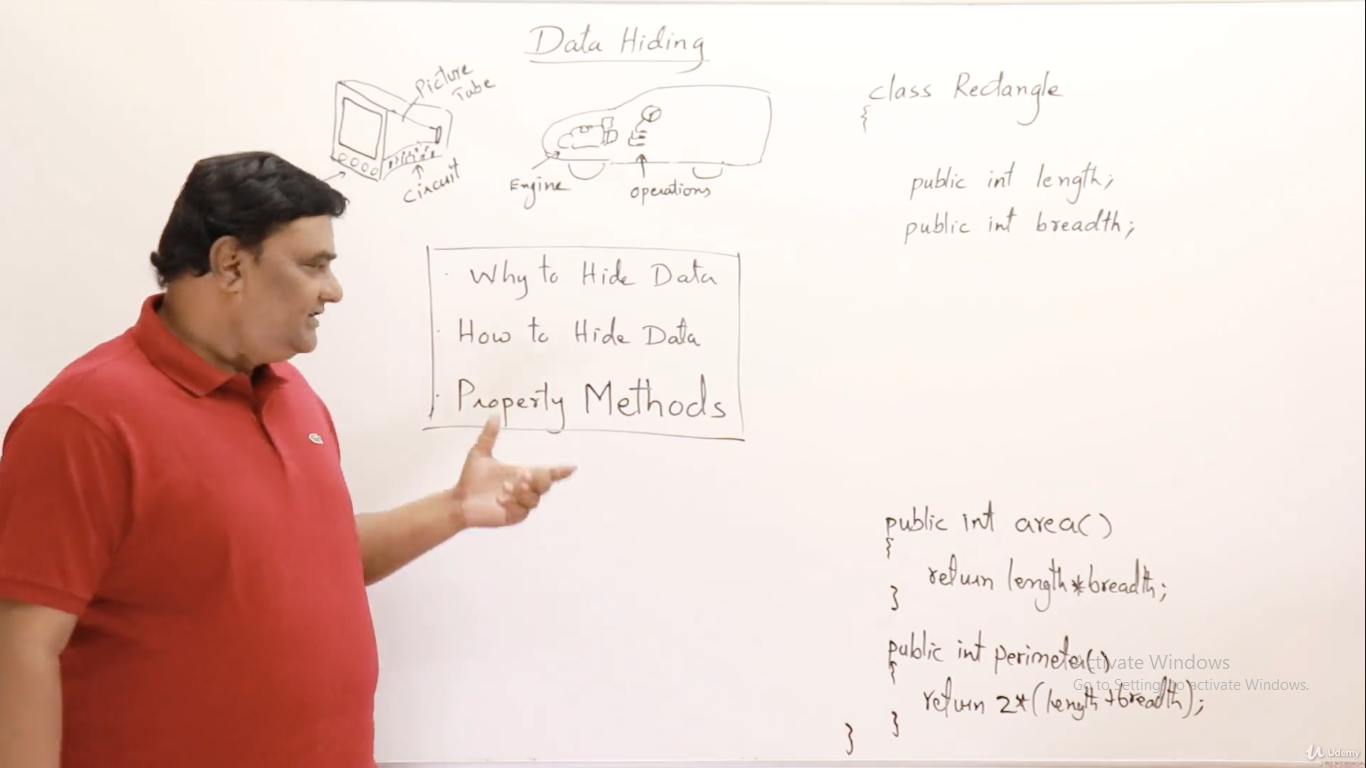 Data Hiding
Picture
Tube
Circuit
Engine
Operations
· Why to Hide Data
· How to Hide Data
· Property Methods
class Rectangle
{
public int length;
public int breadth;
public int area()
{
return length*breadth;
}
public int perimeter()
{
return 2*(length+breadth);
}
}
Activate Windows
Go to Settings to activate Windows.
Udemy